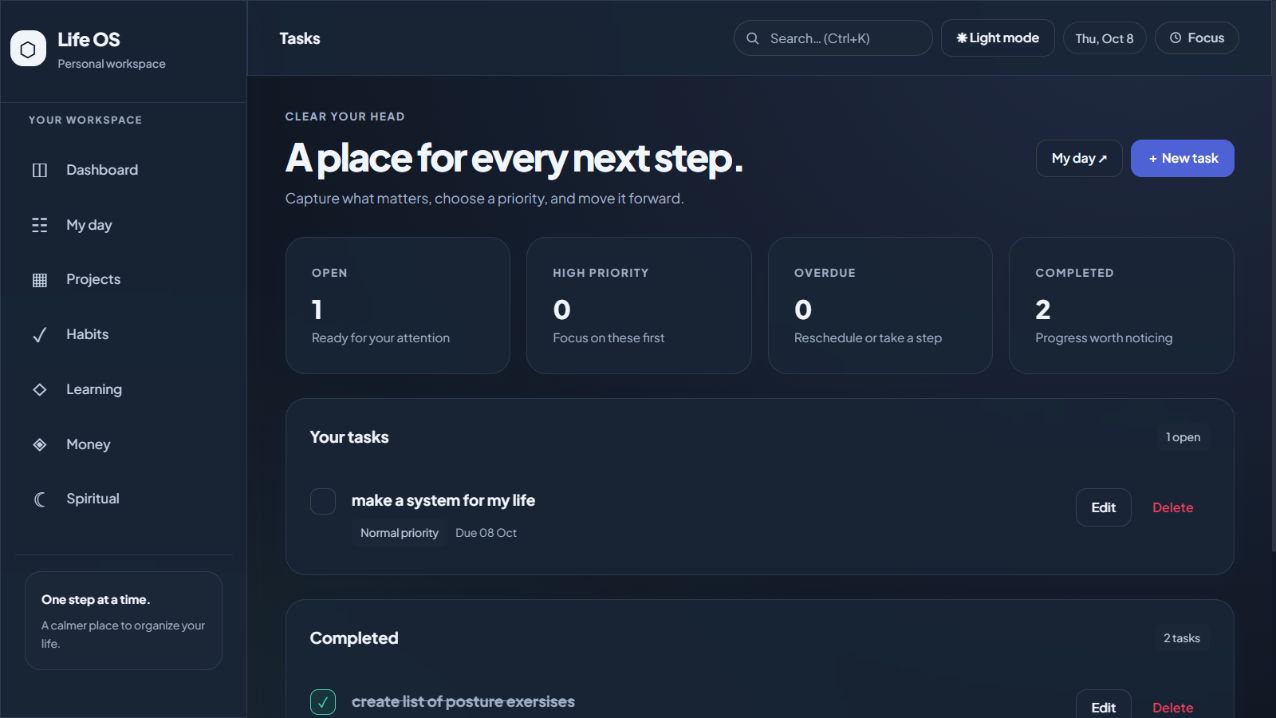 Life OS
Personal workspace
YOUR WORKSPACE
Dashboard
My day
Projects
Habits
Learning
Money
Spiritual
One step at a time.
A calmer place to organize your
life.
Tasks
Search... (Ctrl+K)
Light mode
Thu, Oct 8
Focus
CLEAR YOUR HEAD
A place for every next step.
Capture what matters, choose a priority, and move it forward.
My day ↗
+ New task
OPEN
1
Ready for your attention
HIGH PRIORITY
0
Focus on these first
OVERDUE
0
Reschedule or take a step
COMPLETED
2
Progress worth noticing
Your tasks
1 open
make a system for my life
Normal priority
Due 08 Oct
Edit
Delete
Completed
2 tasks
create list of posture exersises
Edit
Delete